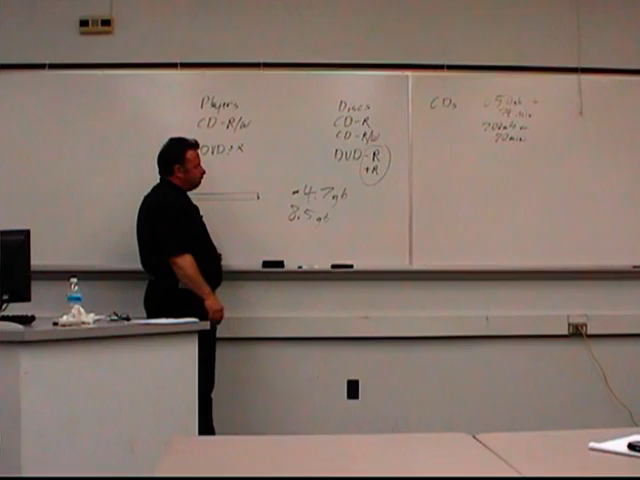 Players
CD-R/W
DVD±R
Discs
CD-R
CD-R/W
DVD-R
+R
-4.7gb
8.5gb
CDs